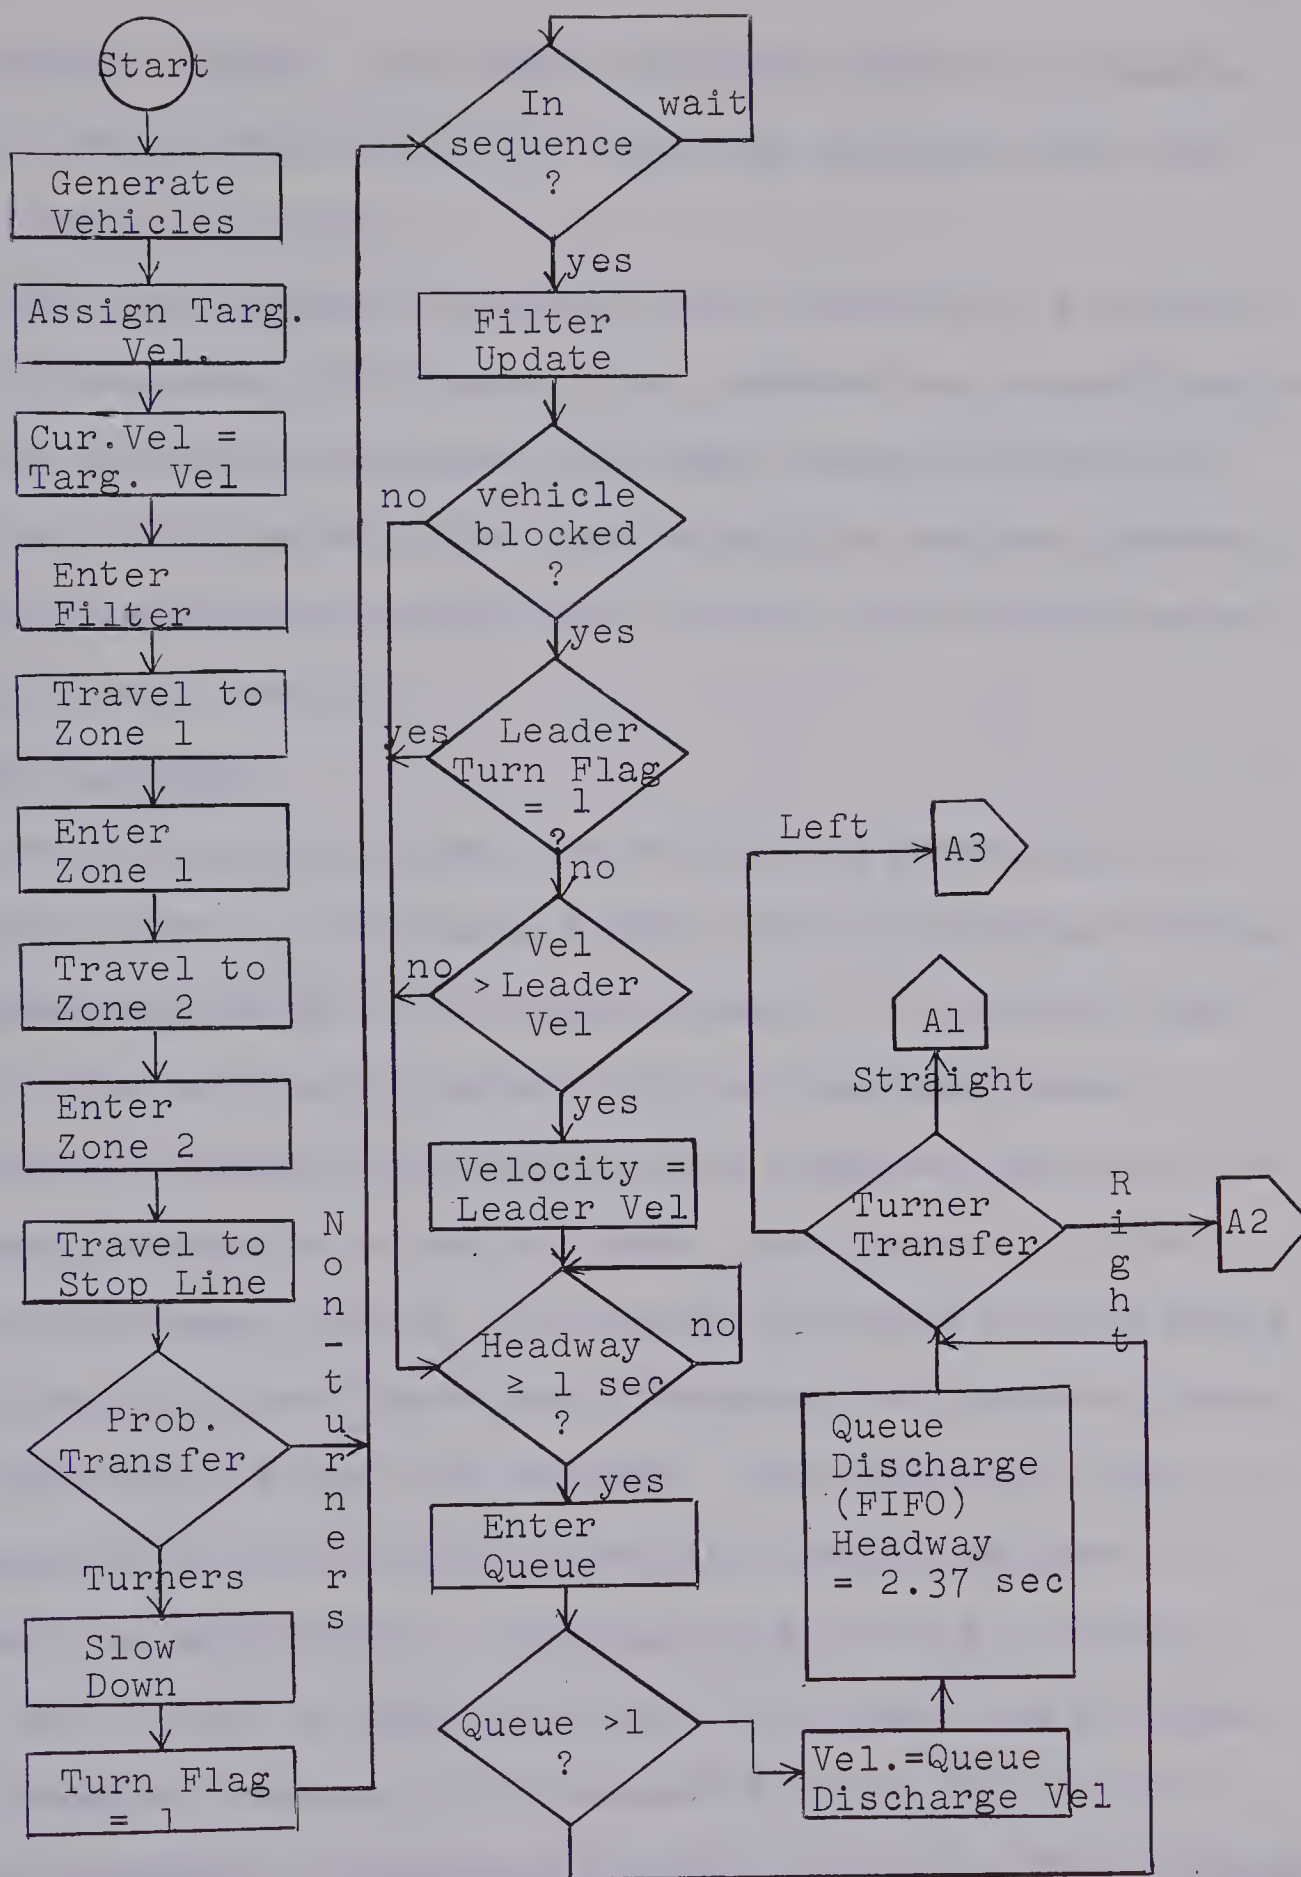 Start
Generate
Vehicles
Assign Targ.
Vel.
Cur.Vel =
Targ. Vel
Enter
Filter
Travel to
Zone 1
Enter
Zone 1
Travel to
Zone 2
Enter
Zone 2
Travel to
Stop Line
Prob.
Transfer
Non-turners
Turners
Slow
Down
Turn Flag
= 1
In
sequence
?
wait
yes
Filter
Update
vehicle
blocked
?
no
yes
Leader
Turn Flag
= 1
?
yes
no
Vel
> Leader
Vel
no
yes
Velocity =
Leader Vel
Headway
≥ 1 sec
?
no
yes
Enter
Queue
Queue >1
?
Vel.=Queue
Discharge Vel
Queue
Discharge
(FIFO)
Headway
= 2.37 sec
Turner
Transfer
Left
A3
Straight
A1
Right
A2